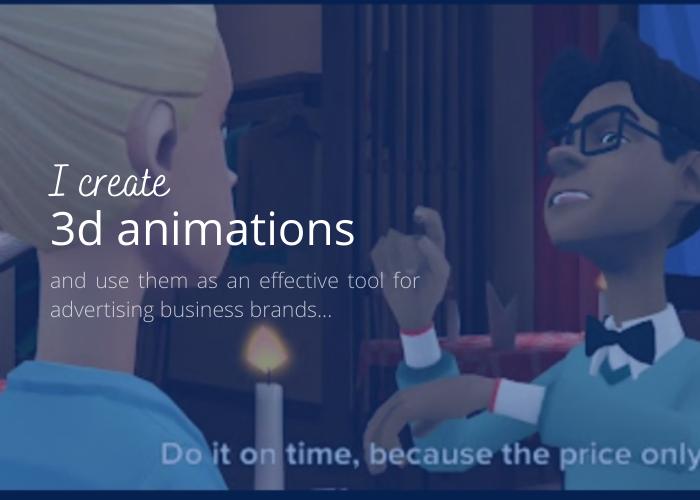 I create
3d animations
and use them as an effective tool for
advertising business brands...
Do it on time, because the price only